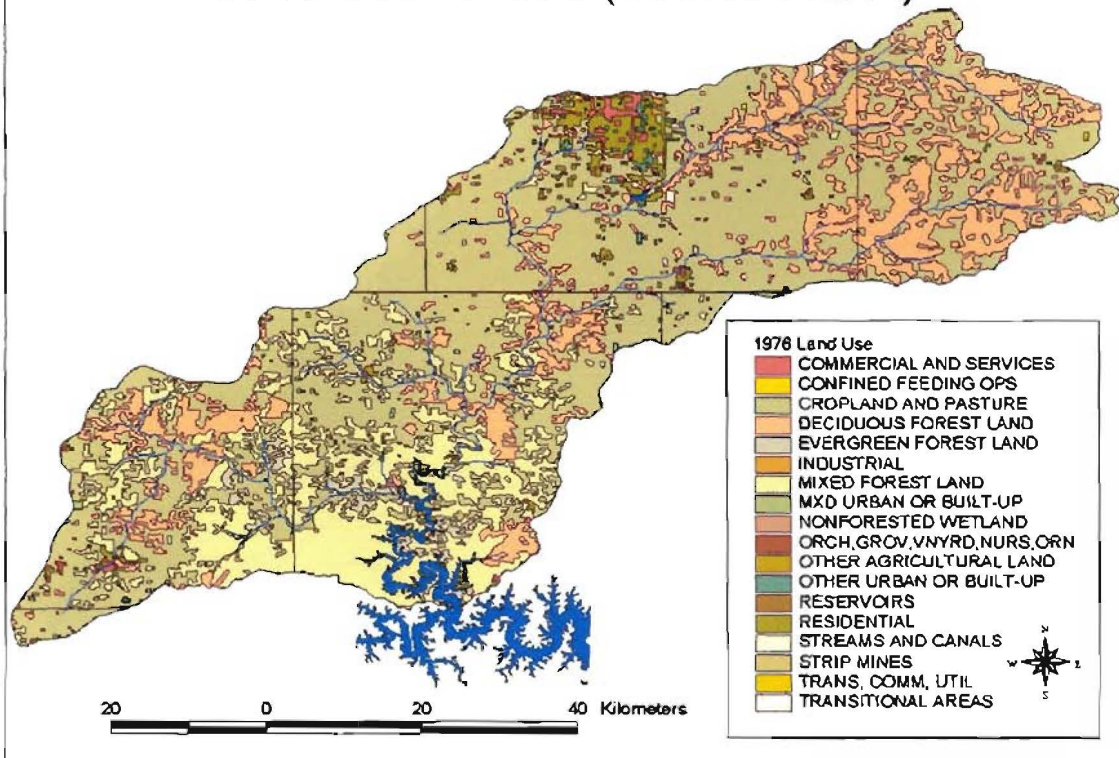 1976 Land Use
COMMERCIAL AND SERVICES
CONFINED FEEDING OPS
CROPLAND AND PASTURE
DECIDUOUS FOREST LAND
EVERGREEN FOREST LAND
INDUSTRIAL
MIXED FOREST LAND
MXD URBAN OR BUILT-UP
NONFORESTED WETLAND
ORCH,GROV,VNYRD,NURS,ORN
OTHER AGRICULTURAL LAND
OTHER URBAN OR BUILT-UP
RESERVOIRS
RESIDENTIAL
STREAMS AND CANALS
STRIP MINES
TRANS, COMM, UTIL
TRANSITIONAL AREAS
N
W E
S
20 0 20 40 Kilometers